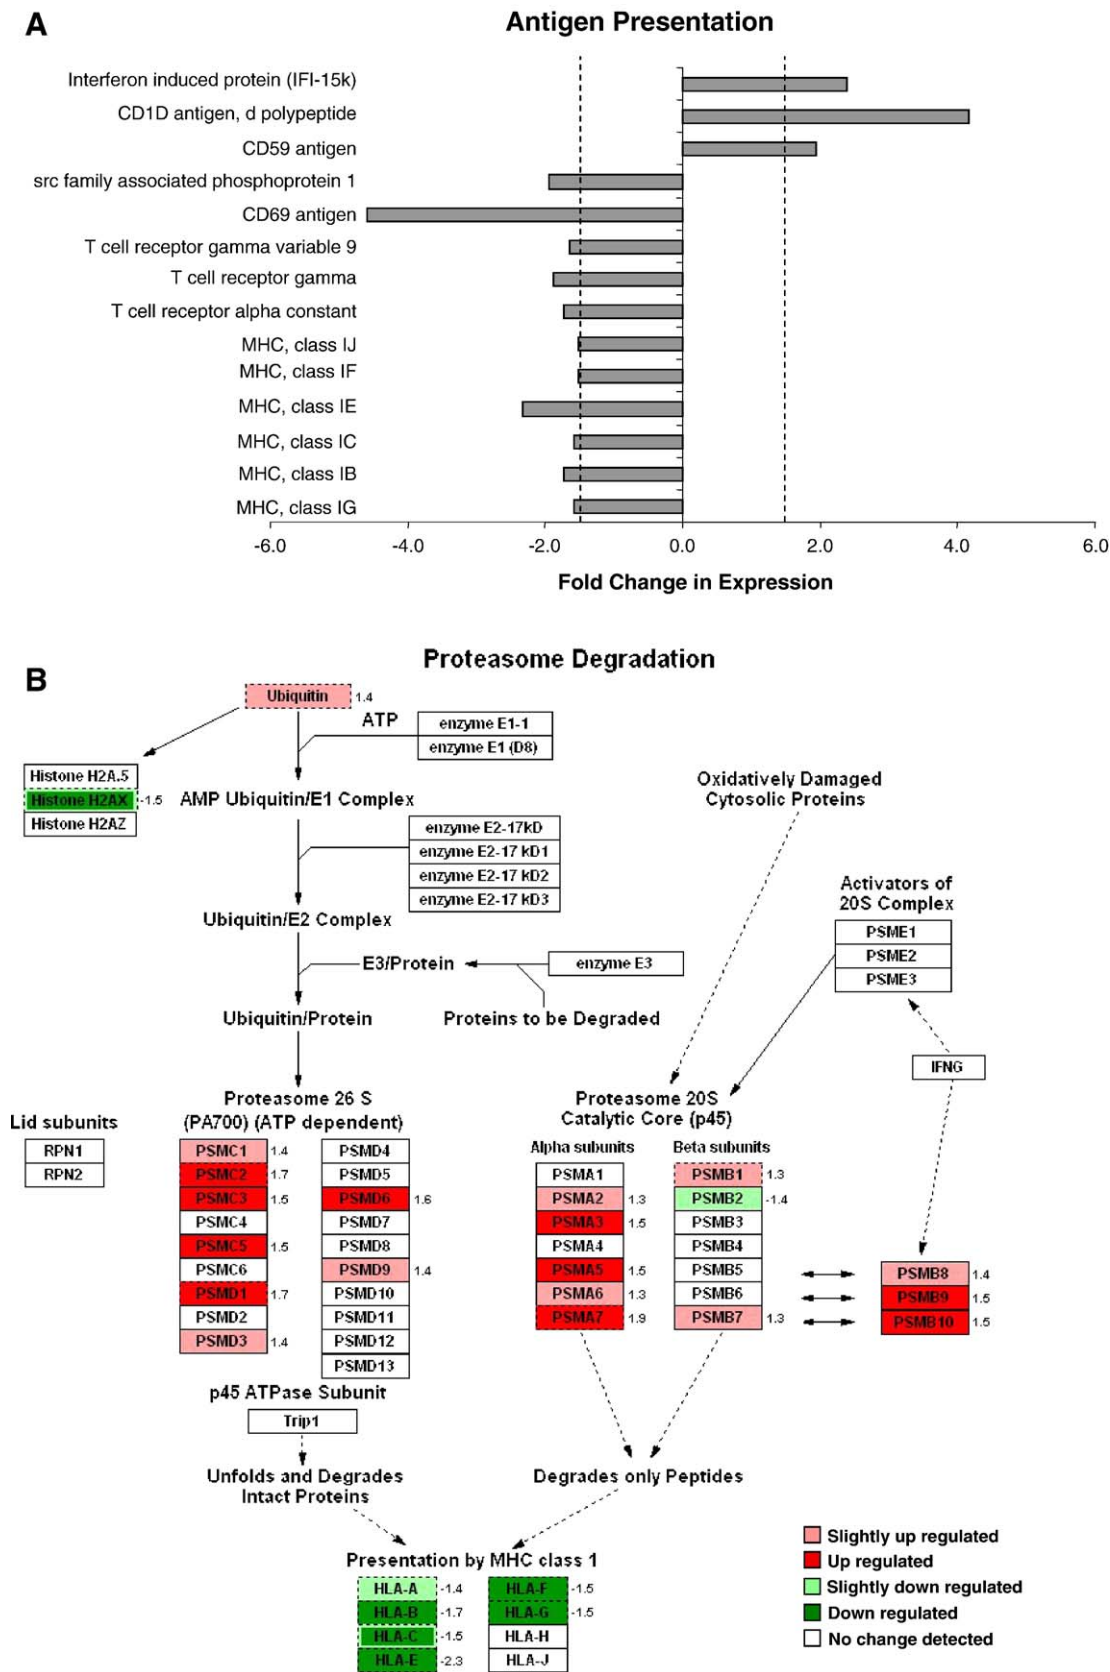 A
Antigen Presentation
Interferon induced protein (IFI-15k)
CD1D antigen, d polypeptide
CD59 antigen
src family associated phosphoprotein 1
CD69 antigen
T cell receptor gamma variable 9
T cell receptor gamma
T cell receptor alpha constant
MHC, class IJ
MHC, class IF
MHC, class IE
MHC, class IC
MHC, class IB
MHC, class IG
-6.0 -4.0 -2.0 0.0 2.0 4.0 6.0
Fold Change in Expression
B
Proteasome Degradation
Ubiquitin 1.4
ATP
enzyme E1-1
enzyme E1 (D8)
Histone H2A.5
Histone H2AX -1.5
Histone H2AZ
AMP Ubiquitin/E1 Complex
enzyme E2-17kD
enzyme E2-17 kD1
enzyme E2-17 kD2
enzyme E2-17 kD3
Ubiquitin/E2 Complex
E3/Protein
enzyme E3
Ubiquitin/Protein
Proteins to be Degraded
Oxidatively Damaged
Cytosolic Proteins
Activators of
20S Complex
PSME1
PSME2
PSME3
IFNG
Lid subunits
RPN1
RPN2
Proteasome 26 S
(PA700) (ATP dependent)
PSMC1 1.4
PSMC2 1.7
PSMC3 1.5
PSMC4
PSMC5 1.5
PSMC6
PSMD1 1.7
PSMD2
PSMD3 1.4
PSMD4
PSMD5
PSMD6 1.6
PSMD7
PSMD8
PSMD9 1.4
PSMD10
PSMD11
PSMD12
PSMD13
p45 ATPase Subunit
Trip1
Unfolds and Degrades
Intact Proteins
Proteasome 20S
Catalytic Core (p45)
Alpha subunits
PSMA1
PSMA2 1.3
PSMA3 1.5
PSMA4
PSMA5 1.5
PSMA6 1.3
PSMA7 1.9
Beta subunits
PSMB1 1.3
PSMB2 -1.4
PSMB3
PSMB4
PSMB5
PSMB6
PSMB7 1.3
PSMB8 1.4
PSMB9 1.5
PSMB10 1.5
Degrades only Peptides
Presentation by MHC class 1
HLA-A -1.4
HLA-B -1.7
HLA-C -1.5
HLA-E -2.3
HLA-F -1.5
HLA-G -1.5
HLA-H
HLA-J
Slightly up regulated
Up regulated
Slightly down regulated
Down regulated
No change detected